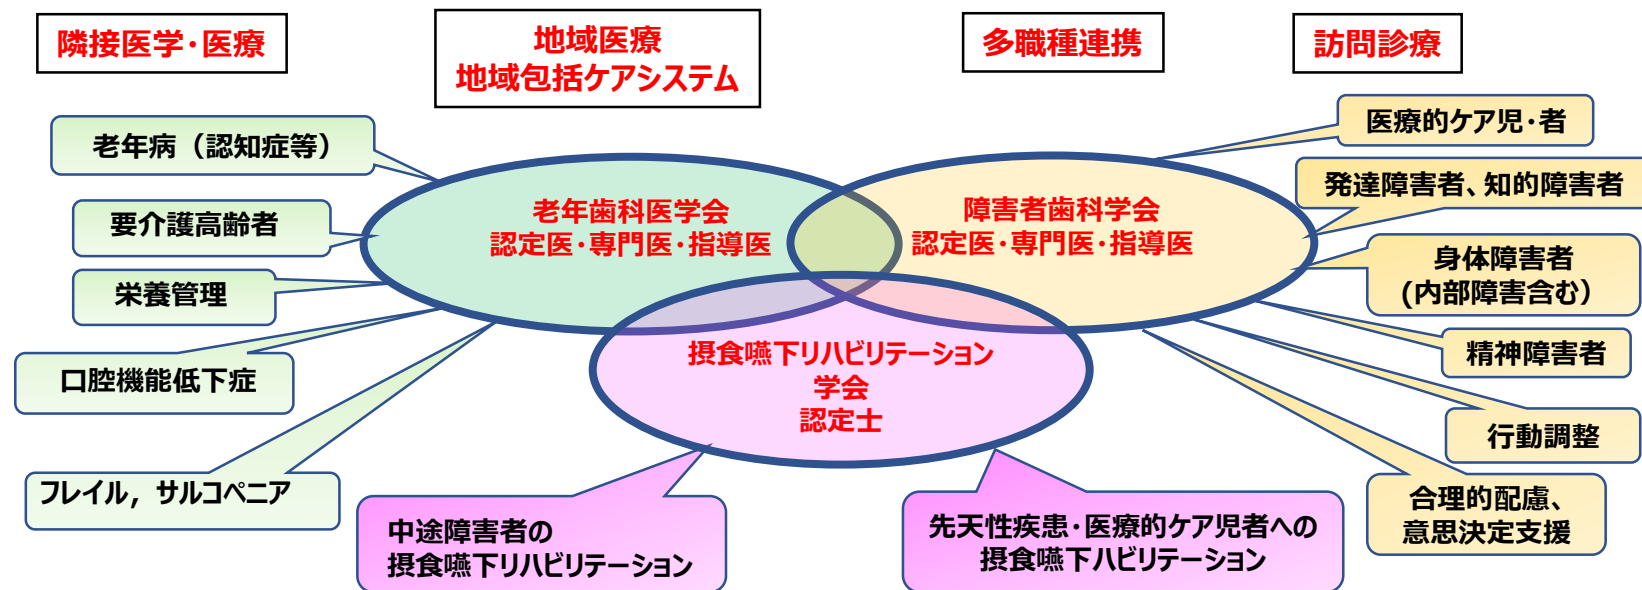 隣接医学・医療
地域医療
地域包括ケアシステム
多職種連携
訪問診療
老年病（認知症等）
要介護高齢者
栄養管理
口腔機能低下症
フレイル，サルコペニア
老年歯科医学会
認定医・専門医・指導医
障害者歯科学会
認定医・専門医・指導医
摂食嚥下リハビリテーション
学会
認定士
医療的ケア児・者
発達障害者、知的障害者
身体障害者
(内部障害含む）
精神障害者
行動調整
合理的配慮、
意思決定支援
中途障害者の
摂食嚥下リハビリテーション
先天性疾患・医療的ケア児者への
摂食嚥下ハビリテーション